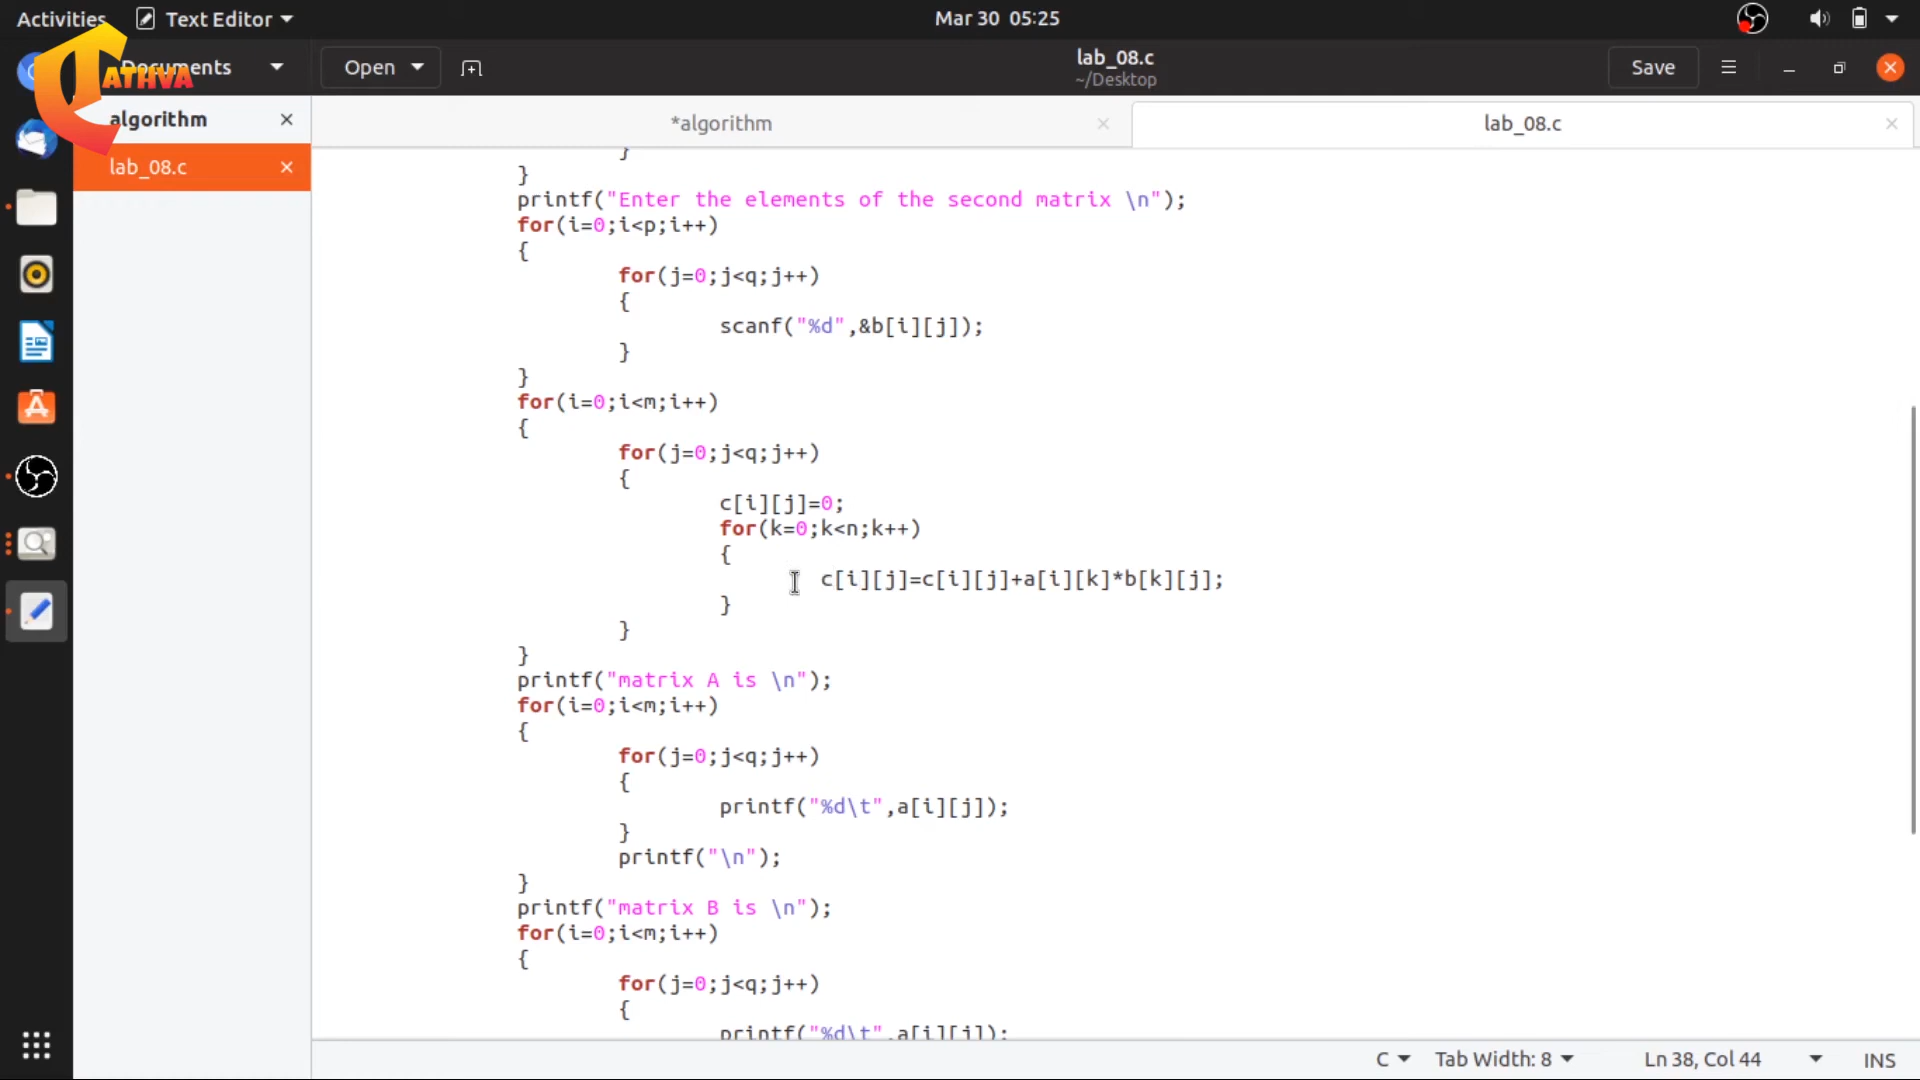 Activities
Text Editor
Mar 30 05:25
Documents
Open
lab_08.c
~/Desktop
Save
CATHVA
algorithm
lab_08.c
*algorithm
lab_08.c
}
}
printf("Enter the elements of the second matrix \n");
for(i=0;i<p;i++)
{
for(j=0;j<q;j++)
{
scanf("%d",&b[i][j]);
}
}
for(i=0;i<m;i++)
{
for(j=0;j<q;j++)
{
c[i][j]=0;
for(k=0;k<n;k++)
{
c[i][j]=c[i][j]+a[i][k]*b[k][j];
}
}
}
printf("matrix A is \n");
for(i=0;i<m;i++)
{
for(j=0;j<q;j++)
{
printf("%d\t",a[i][j]);
}
printf("\n");
}
printf("matrix B is \n");
for(i=0;i<m;i++)
{
for(j=0;j<q;j++)
{
printf("%d\t",a[i][j]);
C
Tab Width: 8
Ln 38, Col 44
INS